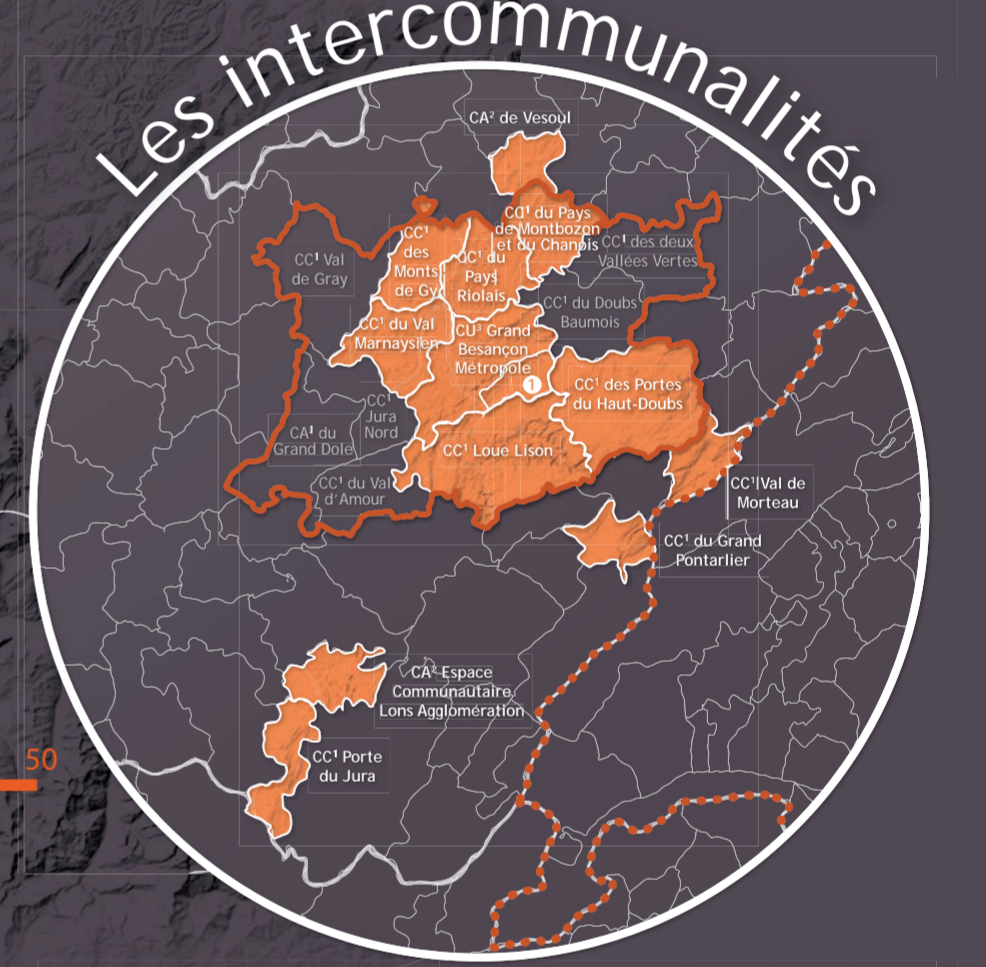 Les intercommunalités
CA² de Vesoul
CC¹ du Pays
de Montbozon
et du Chanois
CC¹
des
Monts
de Gy
CC¹ du
Pays
Riolais
CC¹ des deux
Vallées Vertes
CC¹ Val
de Gray
CC¹ du Doubs
Baumois
CC¹ du Val
Marnaysien
CU³ Grand
Besançon
Métropole
1
CC¹ des Portes
du Haut-Doubs
CC¹
Jura
Nord
CA¹ du
Grand Dole
CC¹ Loue Lison
CC¹ du Val
d'Amour
CC¹ Val de
Morteau
CC¹ du Grand
Pontarlier
CA² Espace
Communautaire
Lons Agglomération
CC¹ Porte
du Jura
50